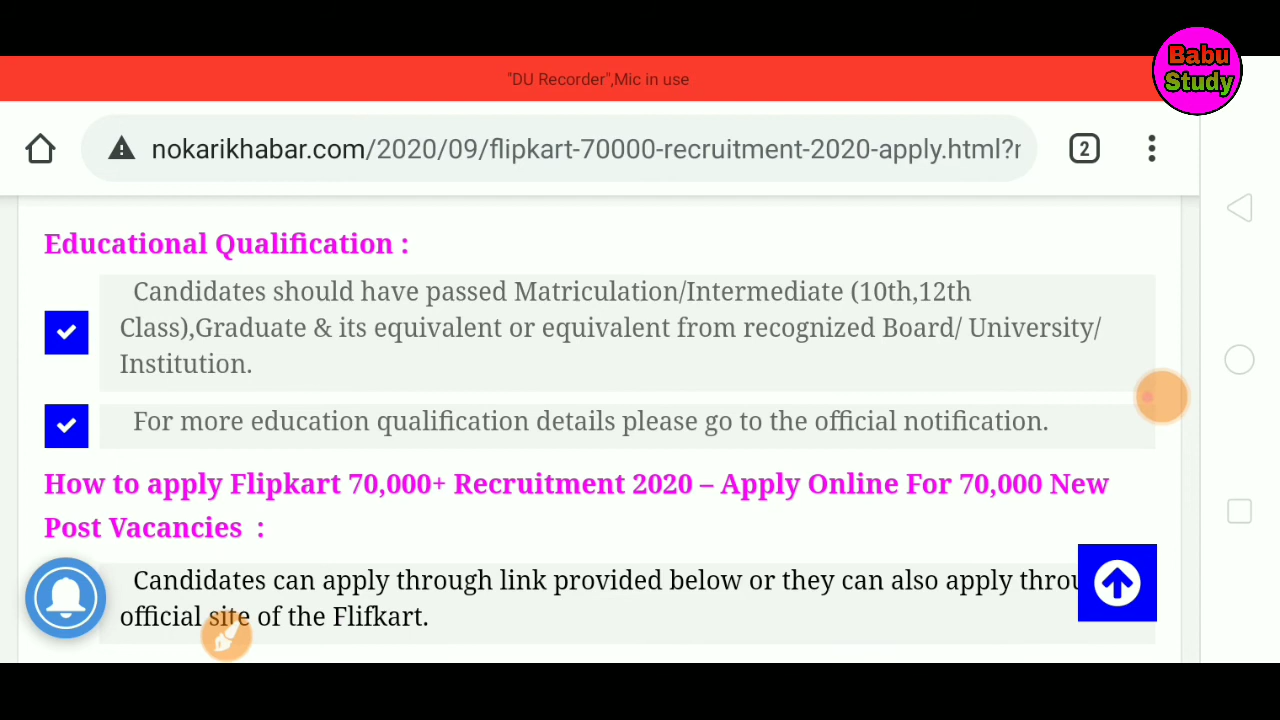 Babu
Study
"DU Recorder",Mic in use
nokarikhabar.com/2020/09/flipkart-70000-recruitment-2020-apply.html?r
2
Educational Qualification :
Candidates should have passed Matriculation/Intermediate (10th,12th
Class),Graduate & its equivalent or equivalent from recognized Board/ University/
Institution.
For more education qualification details please go to the official notification.
How to apply Flipkart 70,000+ Recruitment 2020 – Apply Online For 70,000 New
Post Vacancies :
Candidates can apply through link provided below or they can also apply throu
official site of the Flifkart.